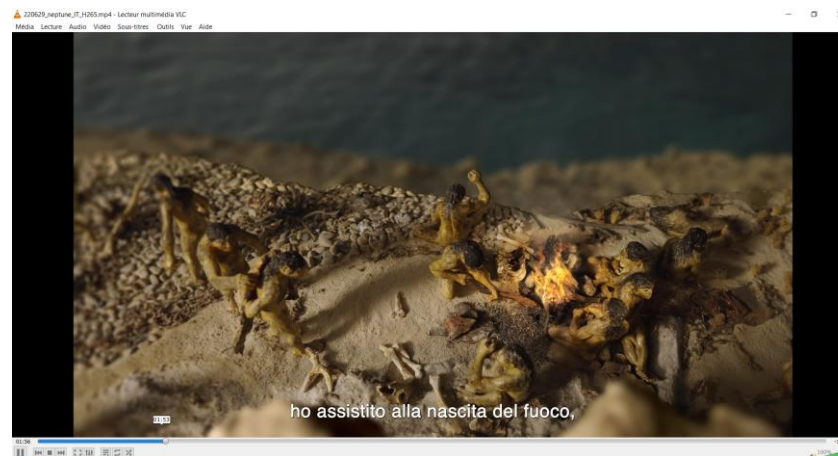 220629_neptune_IT_H265.mp4 - Lecteur multimédia VLC
Média Lecture Audio Vidéo Sous-titres Outils Vue Aide
ho assistito alla nascita del fuoco,
01:53
01:56
100%